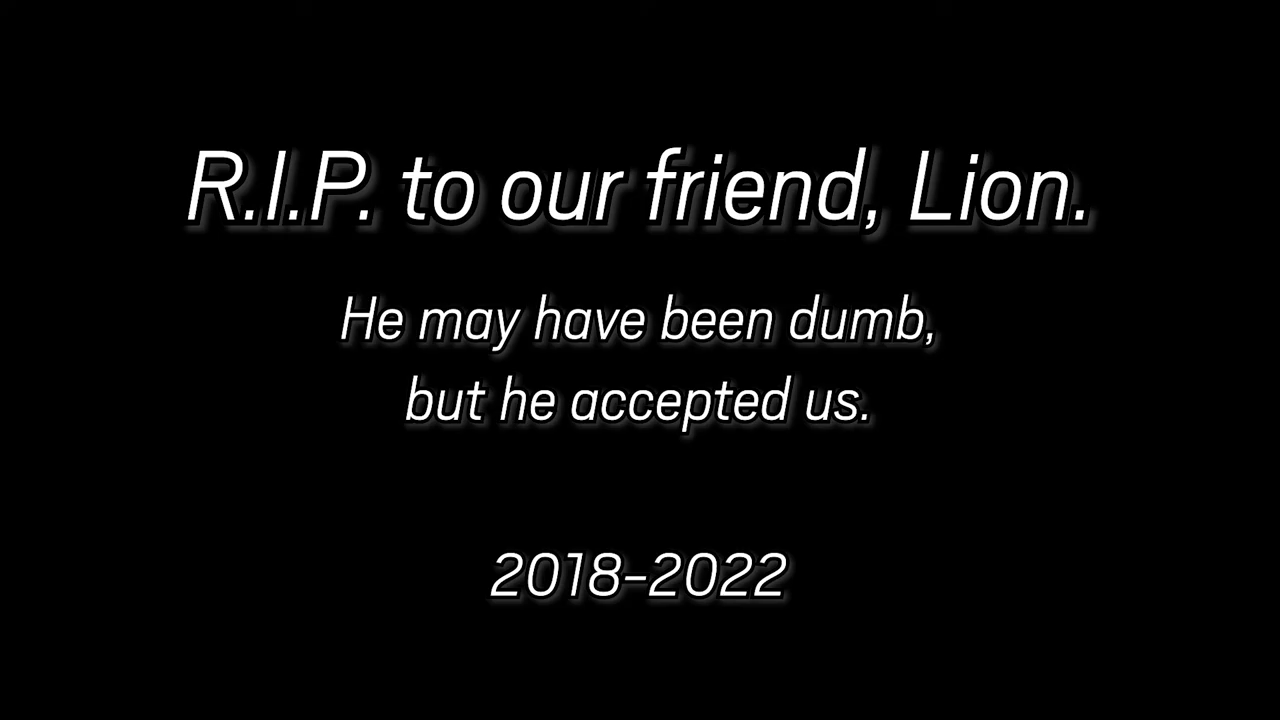 R.I.P. to our friend, Lion.
He may have been dumb,
but he accepted us.
2018–2022